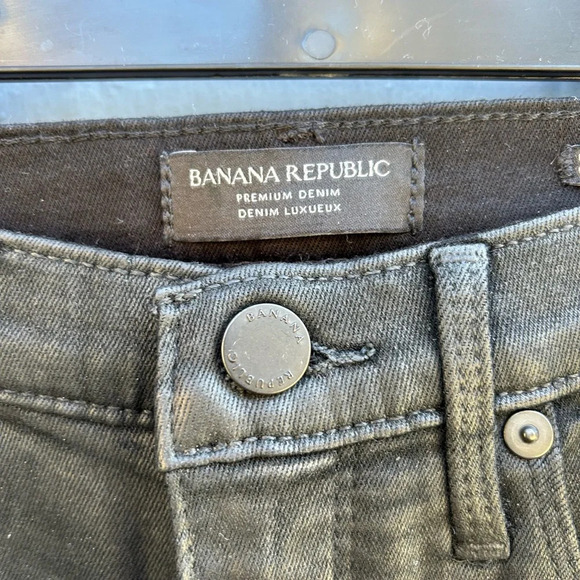 BANANA REPUBLIC
PREMIUM DENIM
DENIM LUXUEUX
BANANA
REPUBLIC